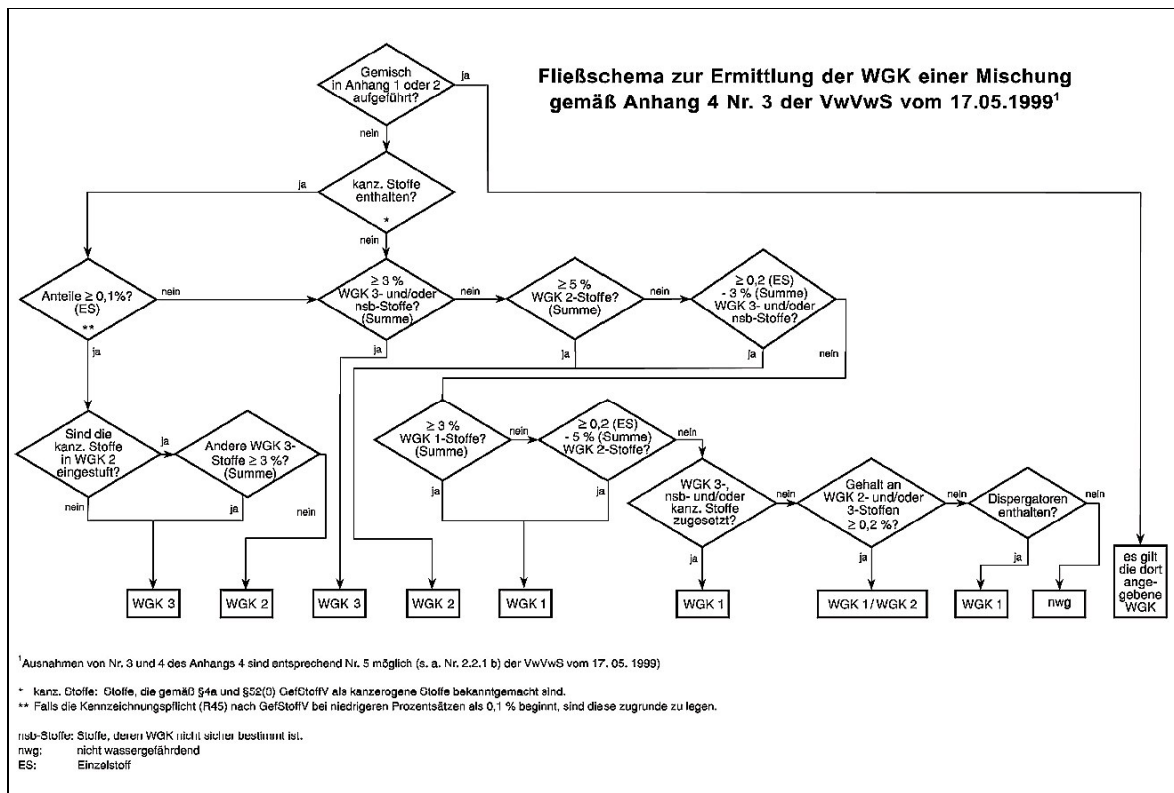 Fließschema zur Ermittlung der WGK einer Mischung
gemäß Anhang 4 Nr. 3 der VwVwS vom 17.05.1999¹
Gemisch
in Anhang 1 oder 2
aufgeführt?
ja
nein
kanz. Stoffe
enthalten?
*
ja
nein
Anteile ≥ 0,1%?
(ES)
**
nein
ja
≥ 3 %
WGK 3- und/oder
nsb-Stoffe?
(Summe)
nein
ja
≥ 5 %
WGK 2-Stoffe?
(Summe)
nein
ja
≥ 0,2 (ES)
- 3 % (Summe)
WGK 3- und/oder
nsb-Stoffe?
ja
nein
Sind die
kanz. Stoffe
in WGK 2
eingestuft?
ja
nein
Andere WGK 3-
Stoffe ≥ 3 %?
(Summe)
ja
nein
≥ 3 %
WGK 1-Stoffe?
(Summe)
nein
ja
≥ 0,2 (ES)
- 5 % (Summe)
WGK 2-Stoffe?
nein
ja
WGK 3-,
nsb- und/oder
kanz. Stoffe
zugesetzt?
nein
ja
Gehalt an
WGK 2- und/oder
3-Stoffen
≥ 0,2 %?
nein
ja
Dispergatoren
enthalten?
nein
ja
WGK 3
WGK 2
WGK 3
WGK 2
WGK 1
WGK 1
WGK 1 / WGK 2
WGK 1
nwg
es gilt
die dort
ange-
gebene
WGK
¹Ausnahmen von Nr. 3 und 4 des Anhangs 4 sind entsprechend Nr. 5 möglich (s. a. Nr. 2.2.1 b) der VwVwS vom 17. 05. 1999)
* kanz. Stoffe: Stoffe, die gemäß §4a und §52(3) GefStoffV als kanzerogene Stoffe bekanntgemacht sind.
** Falls die Kennzeichnungspflicht (R45) nach GefStoffV bei niedrigeren Prozentsätzen als 0,1 % beginnt, sind diese zugrunde zu legen.
nsb-Stoffe: Stoffe, deren WGK nicht sicher bestimmt ist.
nwg: nicht wassergefährdend
ES: Einzelstoff